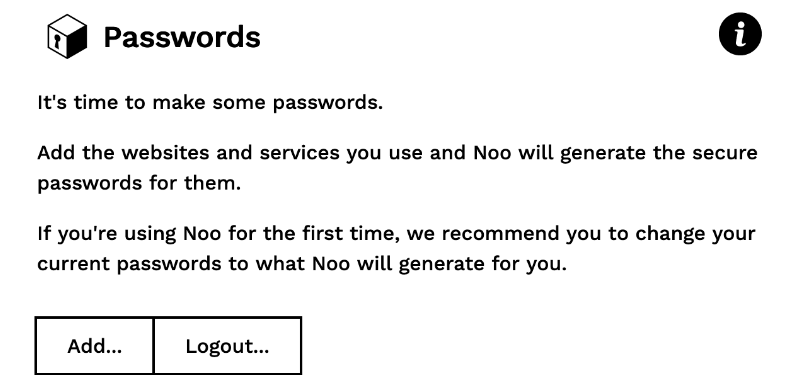 Passwords
i
It's time to make some passwords.
Add the websites and services you use and Noo will generate the secure
passwords for them.
If you're using Noo for the first time, we recommend you to change your
current passwords to what Noo will generate for you.
Add...
Logout...